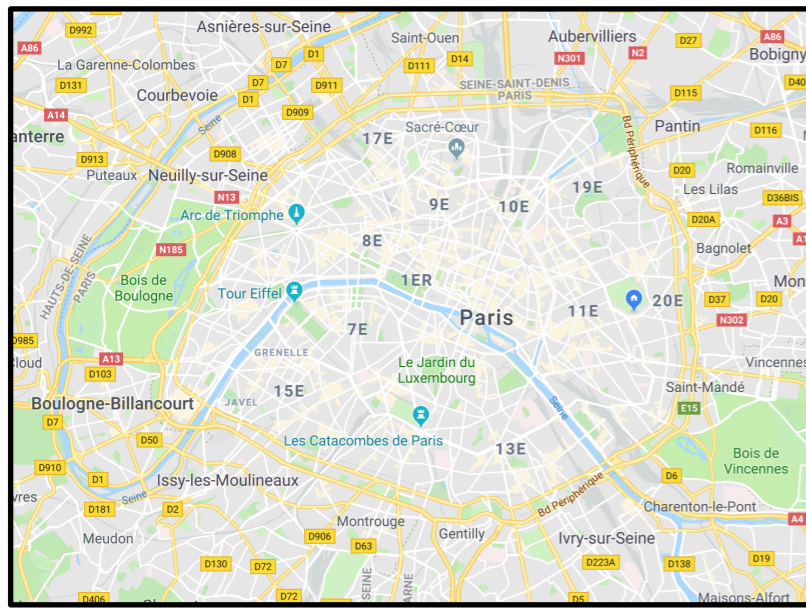 D992
Asnières-sur-Seine
Saint-Ouen
Aubervilliers
D27
A86
A86
D7
D1
D111
D14
N301
N2
Bobigny
La Garenne-Colombes
D131
D7
D911
SEINE-SAINT-DENIS
PARIS
D40
Courbevoie
D1
D115
A14
D909
Seine
Bd Périphérique
Pantin
D116
anterre
17E
Sacré-Cœur
D913
D908
Puteaux
Neuilly-sur-Seine
D20
Romainville
19E
Les Lilas
N13
9E
10E
D36BIS
Arc de Triomphe
D20A
A3
8E
N185
Bagnolet
HAUTS-DE-SEINE
PARIS
Bois de
Boulogne
1ER
Mon
Tour Eiffel
11E
20E
D37
D20
Paris
N302
7E
D985
GRENELLE
A13
Cloud
D103
Le Jardin du
Luxembourg
Vincennes
15E
Saint-Mandé
JAVEL
Boulogne-Billancourt
Seine
E15
D7
Les Catacombes de Paris
D50
13E
Bois de
Vincennes
D910
D1
Issy-les-Moulineaux
D6
vres
Seine
Bd Périphérique
D181
D2
Charenton-le-Pont
Montrouge
A4
Meudon
D906
Gentilly
Ivry-sur-Seine
D63
D130
D72
D223A
D138
D19
SEINE
ARNE
D406
D72
D5
Maisons-Alfort